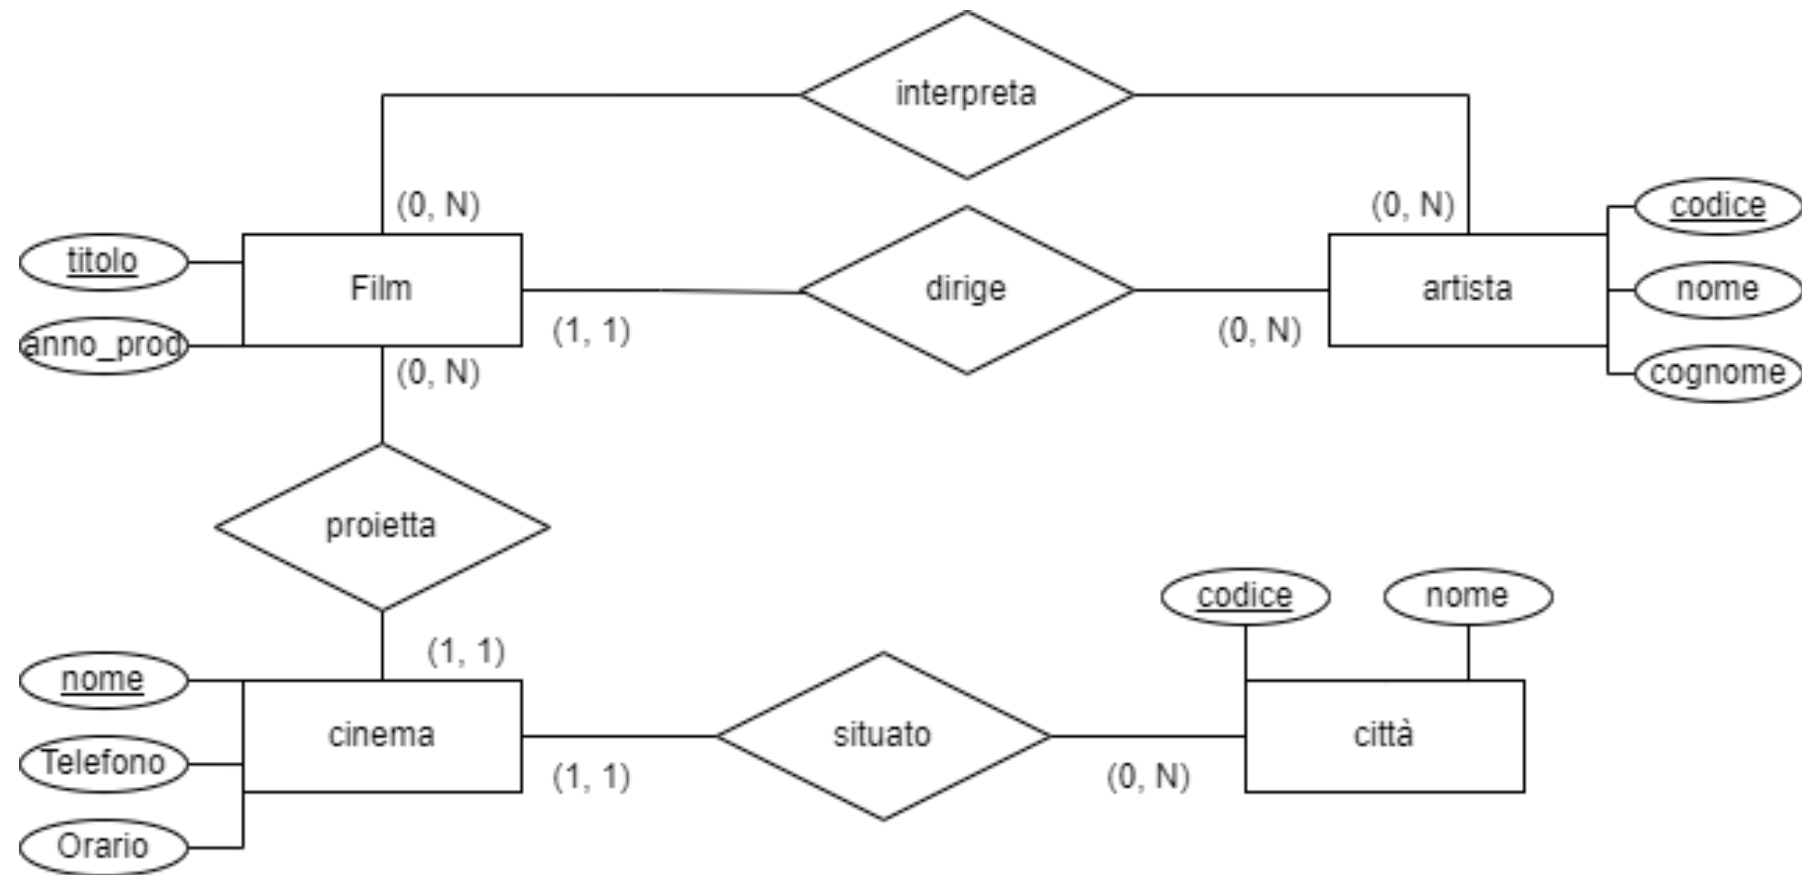 interpreta
(0, N)
(0, N)
codice
titolo
Film
dirige
artista
nome
(1, 1)
(0, N)
anno_prod
(0, N)
cognome
proietta
codice
nome
(1, 1)
nome
cinema
situato
città
Telefono
(1, 1)
(0, N)
Orario